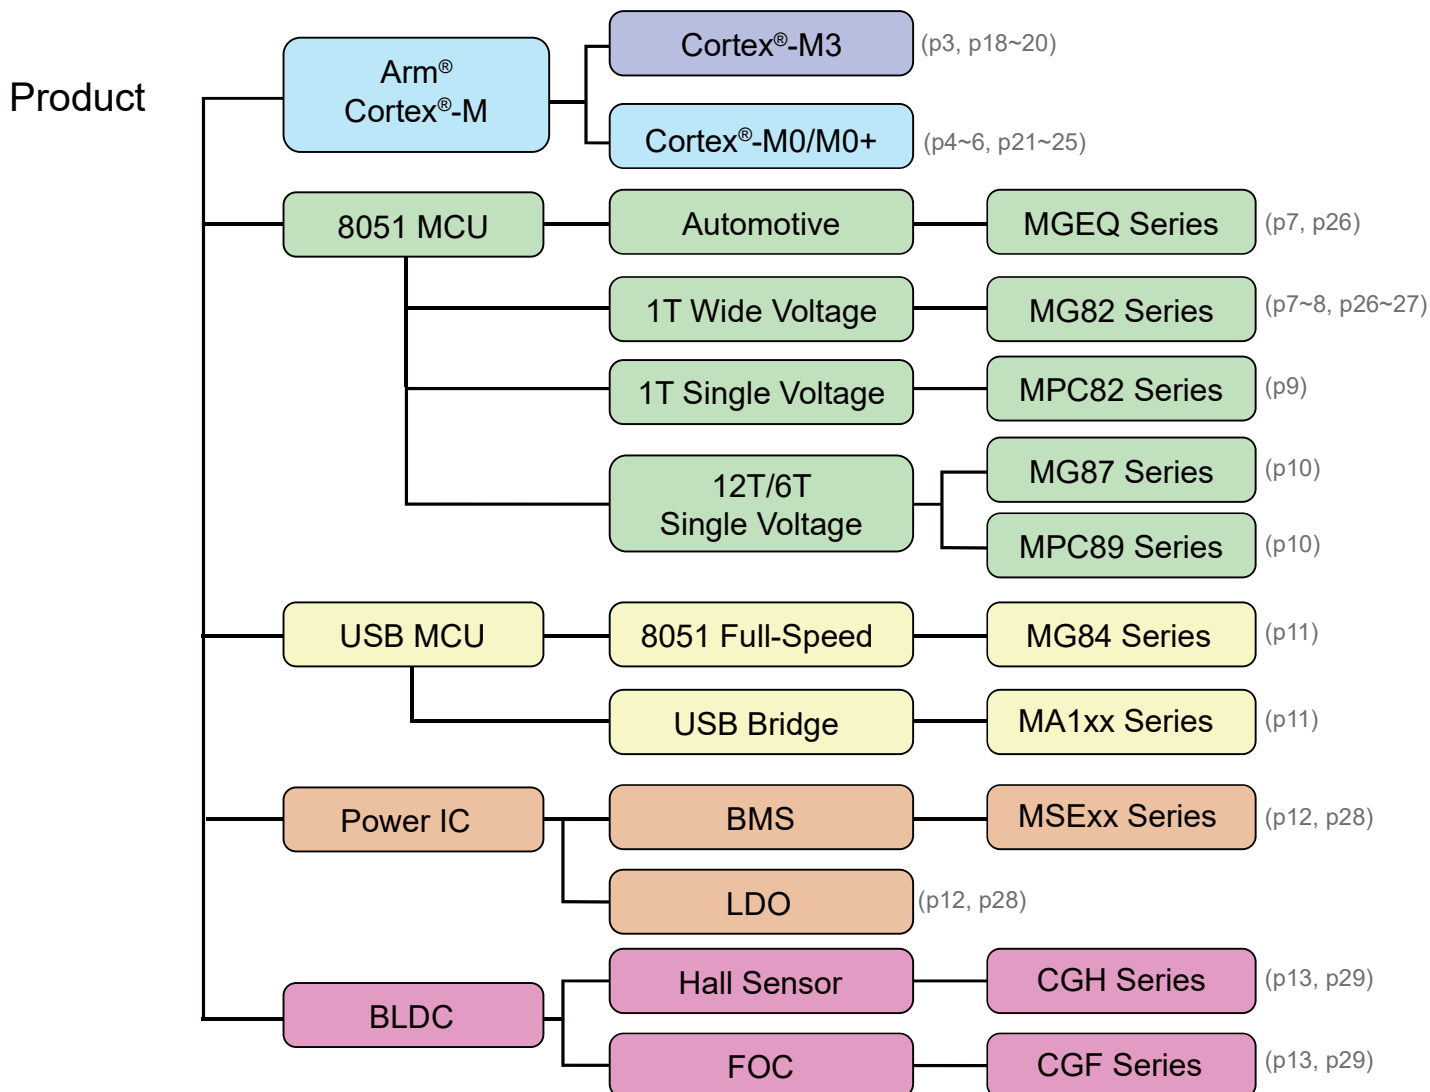 Product
Arm®
Cortex®-M
Cortex®-M3 (p3, p18~20)
Cortex®-M0/M0+ (p4~6, p21~25)
8051 MCU Automotive MGEQ Series (p7, p26)
1T Wide Voltage MG82 Series (p7~8, p26~27)
1T Single Voltage MPC82 Series (p9)
12T/6T
Single Voltage
MG87 Series (p10)
MPC89 Series (p10)
USB MCU 8051 Full-Speed MG84 Series (p11)
USB Bridge MA1xx Series (p11)
Power IC BMS MSExx Series (p12, p28)
LDO (p12, p28)
BLDC
Hall Sensor CGH Series (p13, p29)
FOC CGF Series (p13, p29)